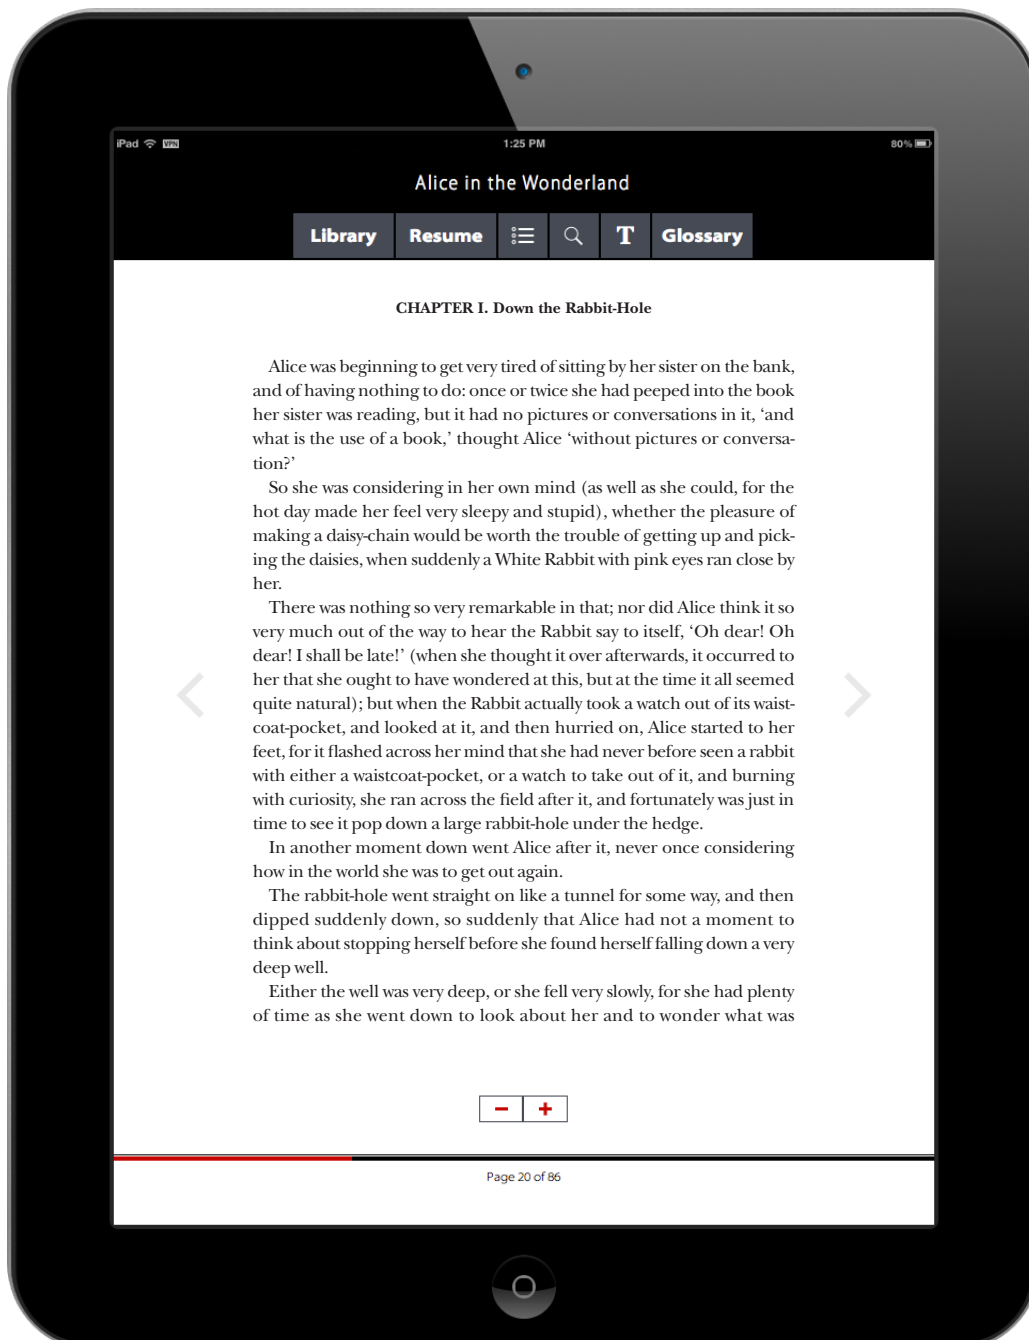 iPad VPN 1:25 PM 80%
Alice in the Wonderland
Library Resume T Glossary
CHAPTER I. Down the Rabbit-Hole
Alice was beginning to get very tired of sitting by her sister on the bank,
and of having nothing to do: once or twice she had peeped into the book
her sister was reading, but it had no pictures or conversations in it, ‘and
what is the use of a book,’ thought Alice ‘without pictures or conversa-
tion?’
So she was considering in her own mind (as well as she could, for the
hot day made her feel very sleepy and stupid), whether the pleasure of
making a daisy-chain would be worth the trouble of getting up and pick-
ing the daisies, when suddenly a White Rabbit with pink eyes ran close by
her.
There was nothing so very remarkable in that; nor did Alice think it so
very much out of the way to hear the Rabbit say to itself, ‘Oh dear! Oh
dear! I shall be late!’ (when she thought it over afterwards, it occurred to
her that she ought to have wondered at this, but at the time it all seemed
quite natural); but when the Rabbit actually took a watch out of its waist-
coat-pocket, and looked at it, and then hurried on, Alice started to her
feet, for it flashed across her mind that she had never before seen a rabbit
with either a waistcoat-pocket, or a watch to take out of it, and burning
with curiosity, she ran across the field after it, and fortunately was just in
time to see it pop down a large rabbit-hole under the hedge.
In another moment down went Alice after it, never once considering
how in the world she was to get out again.
The rabbit-hole went straight on like a tunnel for some way, and then
dipped suddenly down, so suddenly that Alice had not a moment to
think about stopping herself before she found herself falling down a very
deep well.
Either the well was very deep, or she fell very slowly, for she had plenty
of time as she went down to look about her and to wonder what was
Page 20 of 86